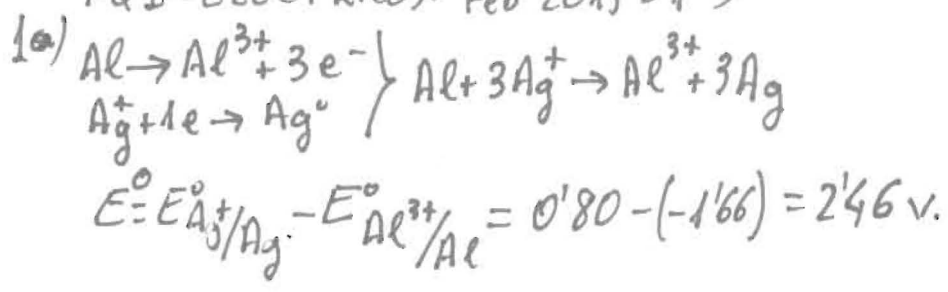 1a) Al → Al³⁺ + 3e⁻ } Al + 3Ag⁺ → Al³⁺ + 3Ag
Ag⁺ + 1e → Ag°
E° = E°Ag⁺/Ag. - E°Al³⁺/Al = 0'80 - (-1'66) = 2'46 v.